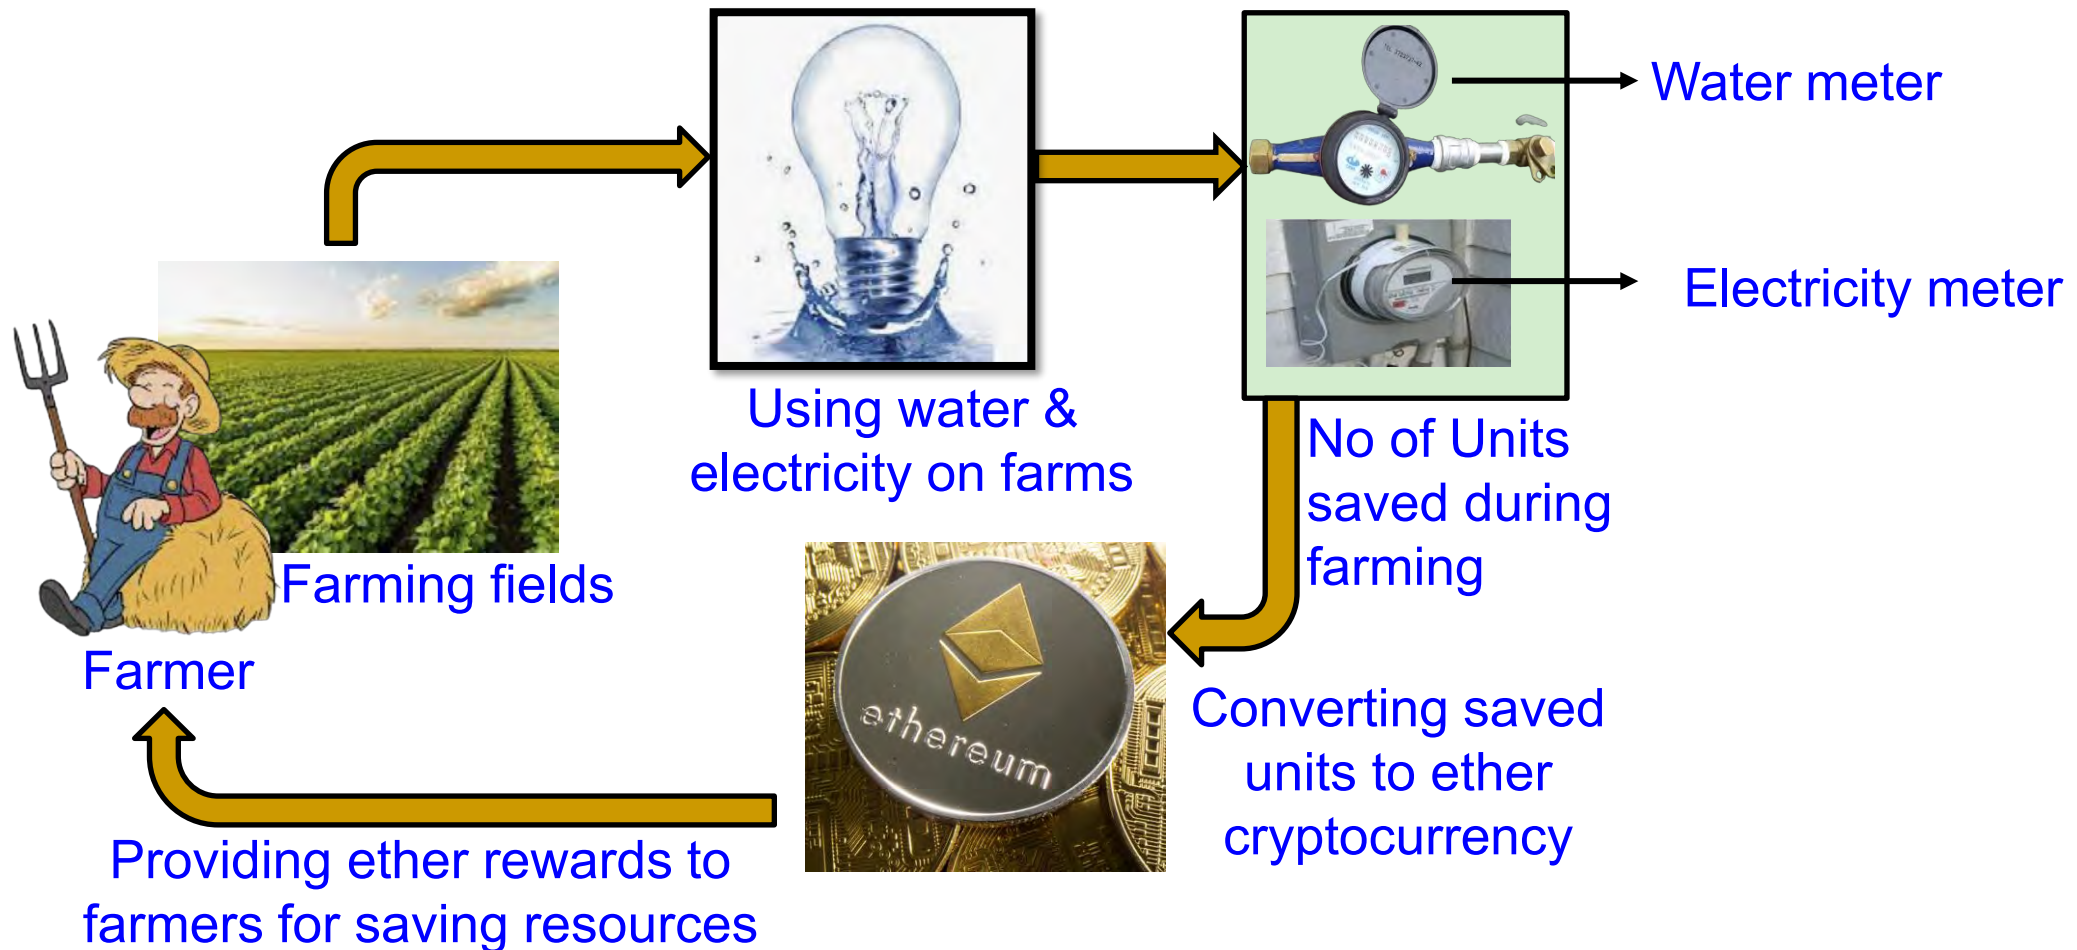 Water meter
Electricity meter
Using water &
electricity on farms
No of Units
saved during
farming
Farming fields
Farmer
ethereum
Converting saved
units to ether
cryptocurrency
Providing ether rewards to
farmers for saving resources